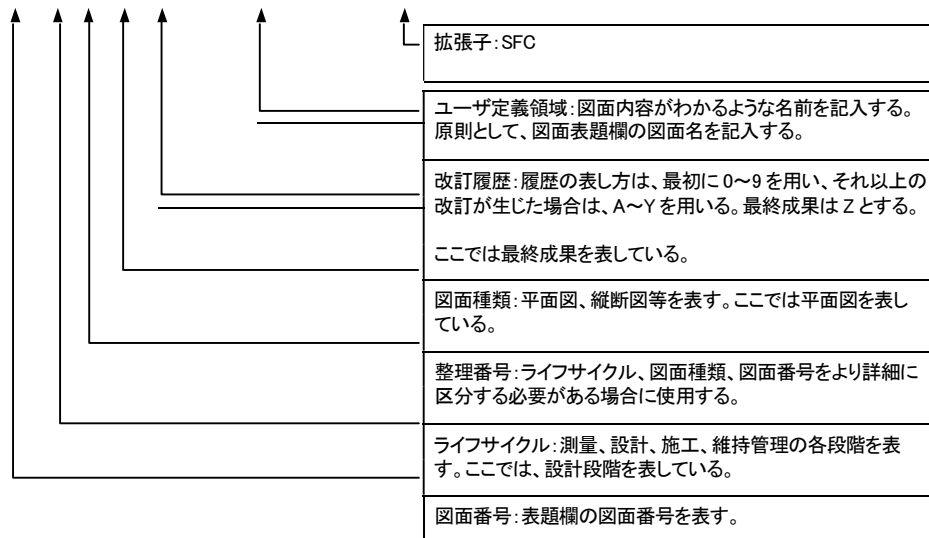 拡張子：SFC
ユーザ定義領域：図面内容がわかるような名前を記入する。
原則として、図面表題欄の図面名を記入する。
改訂履歴：履歴の表し方は、最初に 0～9 を用い、それ以上の
改訂が生じた場合は、A～Y を用いる。最終成果は Z とする。
ここでは最終成果を表している。
図面種類：平面図、縦断図等を表す。ここでは平面図を表し
ている。
整理番号：ライフサイクル、図面種類、図面番号をより詳細に
区分する必要がある場合に使用する。
ライフサイクル：測量、設計、施工、維持管理の各段階を表
す。ここでは、設計段階を表している。
図面番号：表題欄の図面番号を表す。